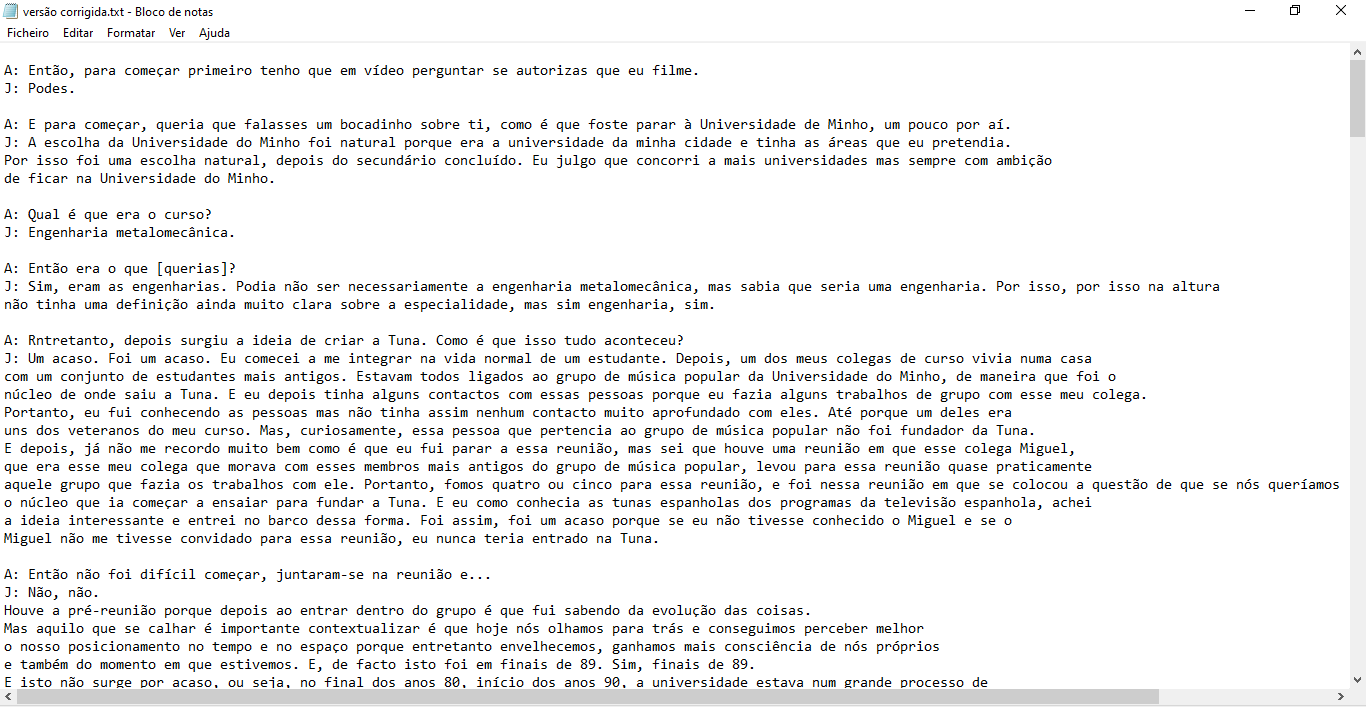 versão corrigida.txt - Bloco de notas
Ficheiro Editar Formatar Ver Ajuda
A: Então, para começar primeiro tenho que em vídeo perguntar se autorizas que eu filme.
J: Podes.
A: E para começar, queria que falasses um bocadinho sobre ti, como é que foste parar à Universidade de Minho, um pouco por aí.
J: A escolha da Universidade do Minho foi natural porque era a universidade da minha cidade e tinha as áreas que eu pretendia.
Por isso foi uma escolha natural, depois do secundário concluído. Eu julgo que concorri a mais universidades mas sempre com ambição
de ficar na Universidade do Minho.
A: Qual é que era o curso?
J: Engenharia metalomecânica.
A: Então era o que [querias]?
J: Sim, eram as engenharias. Podia não ser necessariamente a engenharia metalomecânica, mas sabia que seria uma engenharia. Por isso, por isso na altura
não tinha uma definição ainda muito clara sobre a especialidade, mas sim engenharia, sim.
A: Rntretanto, depois surgiu a ideia de criar a Tuna. Como é que isso tudo aconteceu?
J: Um acaso. Foi um acaso. Eu comecei a me integrar na vida normal de um estudante. Depois, um dos meus colegas de curso vivia numa casa
com um conjunto de estudantes mais antigos. Estavam todos ligados ao grupo de música popular da Universidade do Minho, de maneira que foi o
núcleo de onde saiu a Tuna. E eu depois tinha alguns contactos com essas pessoas porque eu fazia alguns trabalhos de grupo com esse meu colega.
Portanto, eu fui conhecendo as pessoas mas não tinha assim nenhum contacto muito aprofundado com eles. Até porque um deles era
uns dos veteranos do meu curso. Mas, curiosamente, essa pessoa que pertencia ao grupo de música popular não foi fundador da Tuna.
E depois, já não me recordo muito bem como é que eu fui parar a essa reunião, mas sei que houve uma reunião em que esse colega Miguel,
que era esse meu colega que morava com esses membros mais antigos do grupo de música popular, levou para essa reunião quase praticamente
aquele grupo que fazia os trabalhos com ele. Portanto, fomos quatro ou cinco para essa reunião, e foi nessa reunião em que se colocou a questão de que se nós queríamos
o núcleo que ia começar a ensaiar para fundar a Tuna. E eu como conhecia as tunas espanholas dos programas da televisão espanhola, achei
a ideia interessante e entrei no barco dessa forma. Foi assim, foi um acaso porque se eu não tivesse conhecido o Miguel e se o
Miguel não me tivesse convidado para essa reunião, eu nunca teria entrado na Tuna.
A: Então não foi difícil começar, juntaram-se na reunião e...
J: Não, não.
Houve a pré-reunião porque depois ao entrar dentro do grupo é que fui sabendo da evolução das coisas.
Mas aquilo que se calhar é importante contextualizar é que hoje nós olhamos para trás e conseguimos perceber melhor
o nosso posicionamento no tempo e no espaço porque entretanto envelhecemos, ganhamos mais consciência de nós próprios
e também do momento em que estivemos. E, de facto isto foi em finais de 89. Sim, finais de 89.
E isto não surge por acaso, ou seja, no final dos anos 80, início dos anos 90, a universidade estava num grande processo de